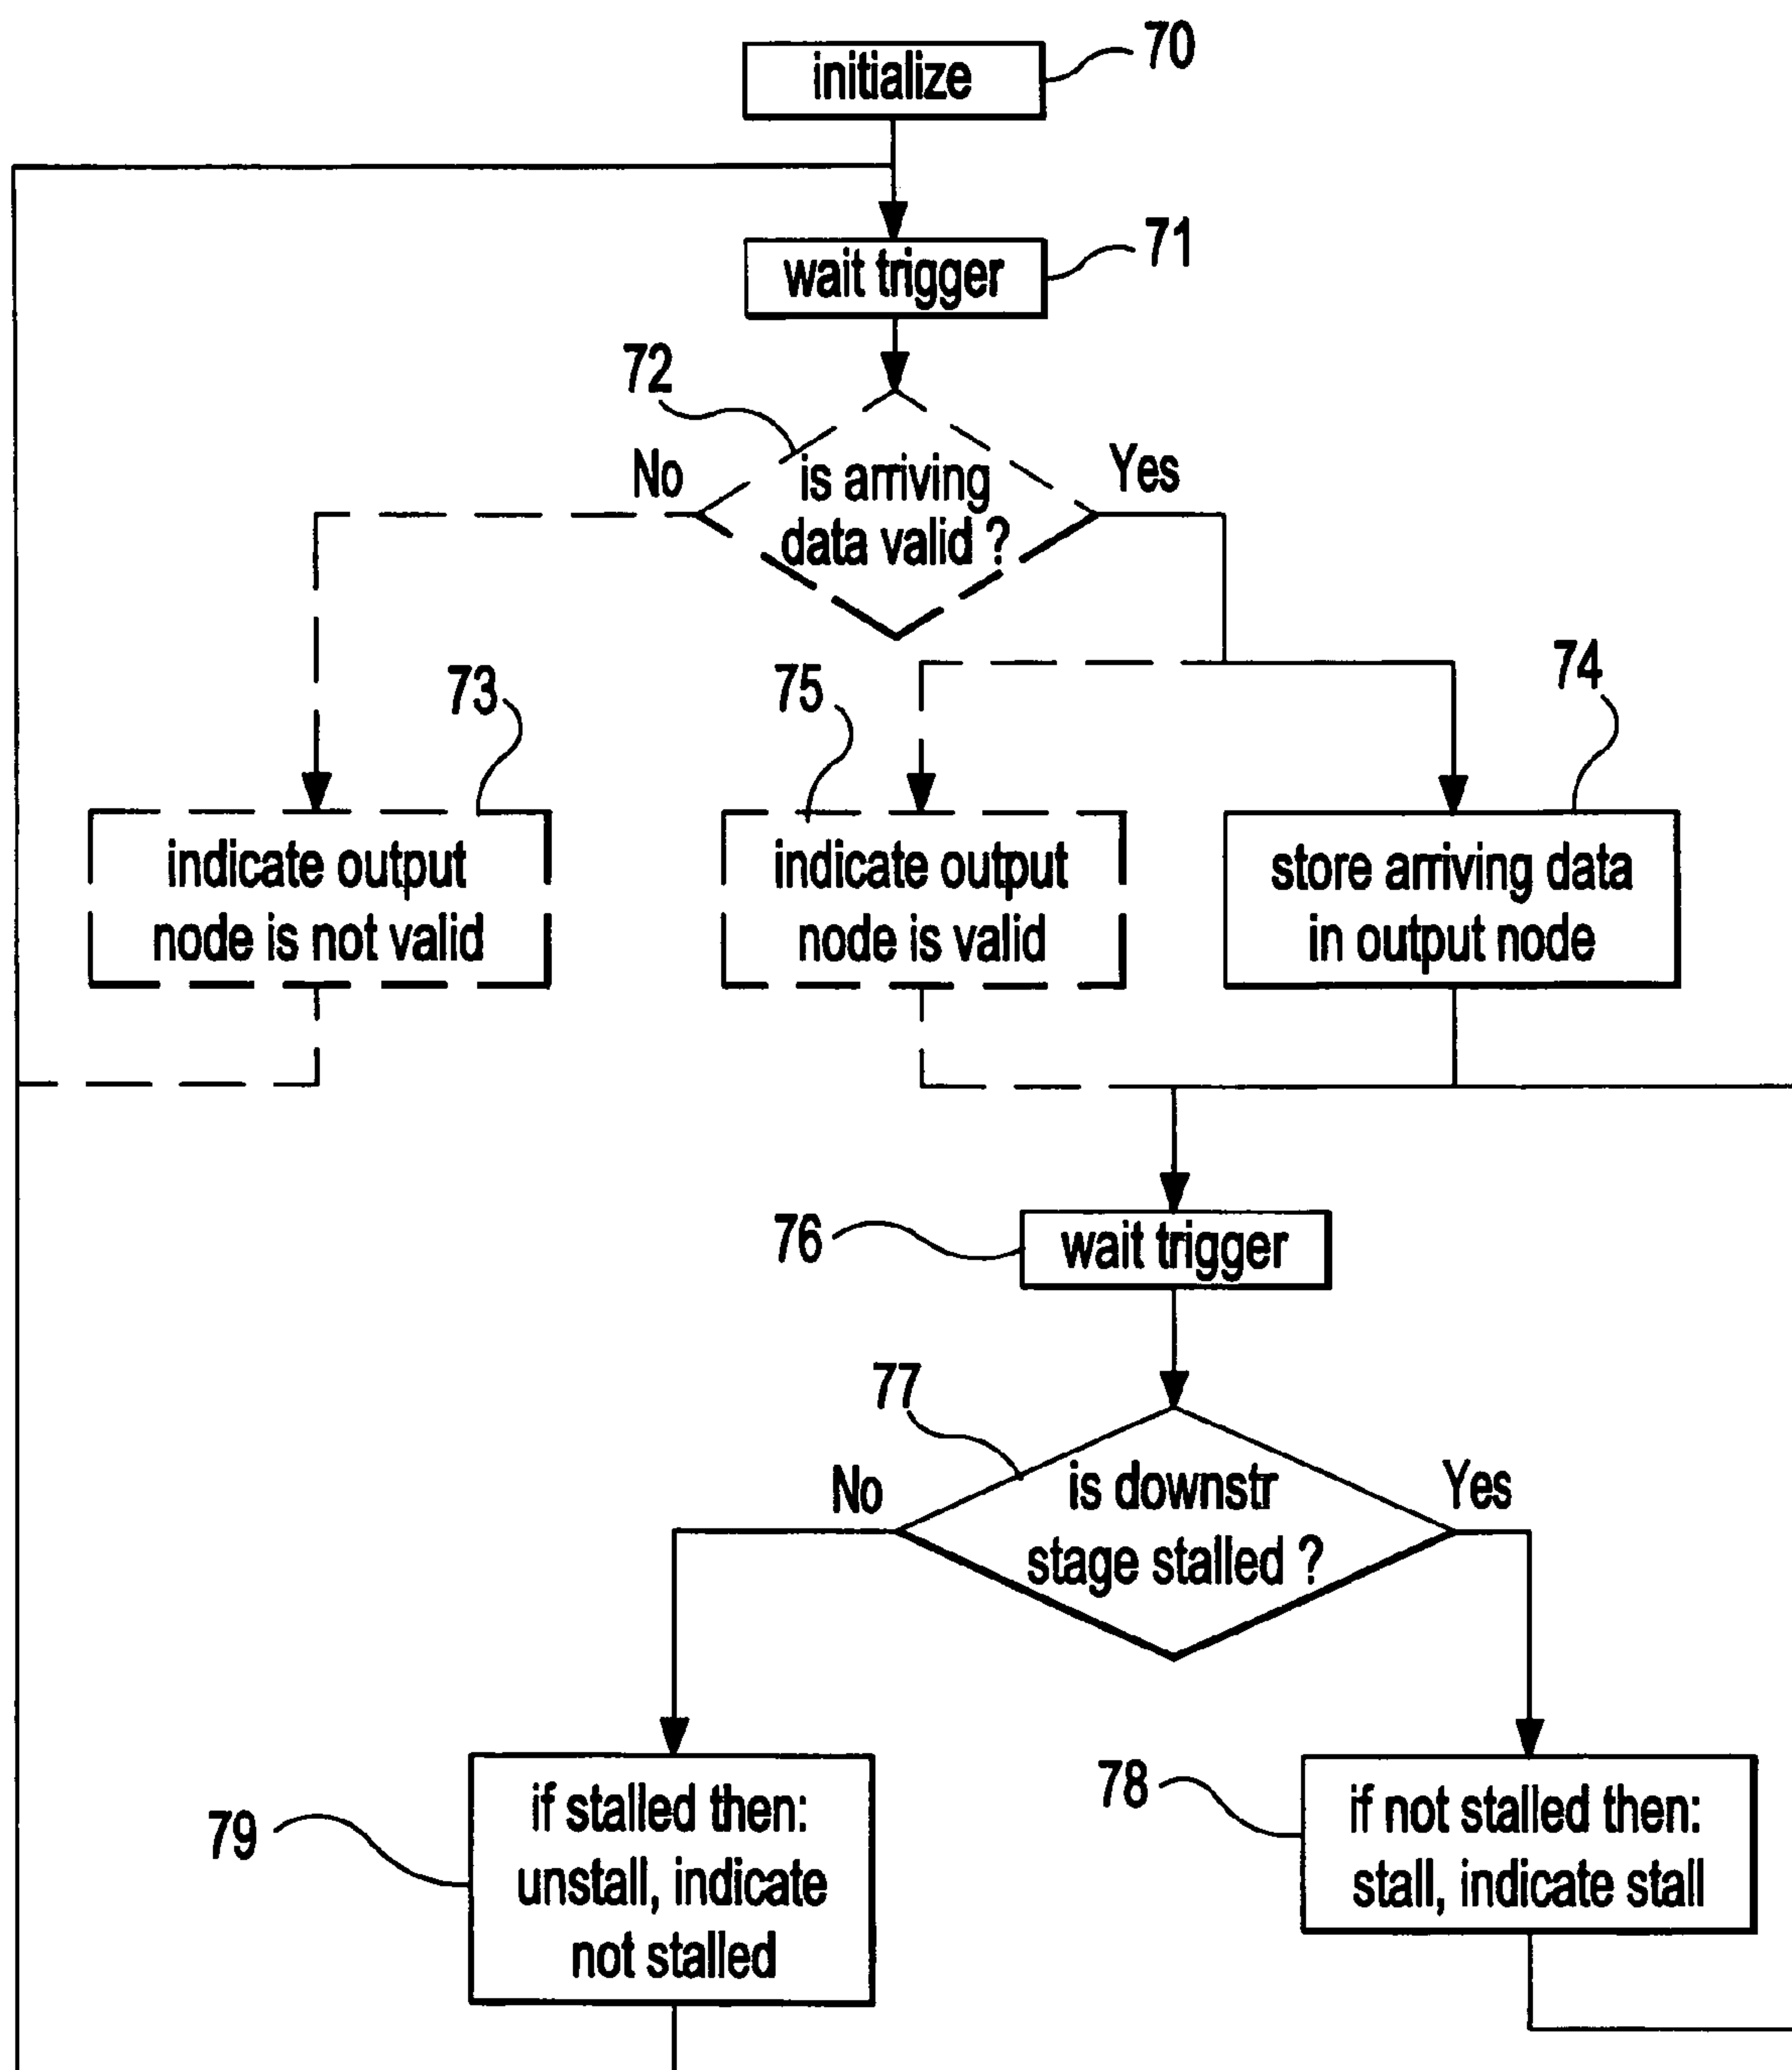 initialize
70
wait trigger
71
72
No
is arriving
data valid ?
Yes
73
indicate output
node is not valid
75
indicate output
node is valid
74
store arriving data
in output node
76
wait trigger
77
No
is downstr
stage stalled ?
Yes
79
if stalled then:
unstall, indicate
not stalled
78
if not stalled then:
stall, indicate stall